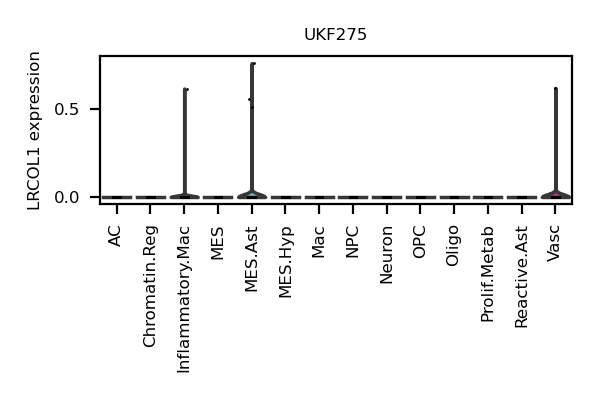 UKF275
LRCOL1 expression
0.5
0.0
AC
Chromatin.Reg
Inflammatory.Mac
MES
MES.Ast
MES.Hyp
Mac
NPC
Neuron
OPC
Oligo
Prolif.Metab
Reactive.Ast
Vasc